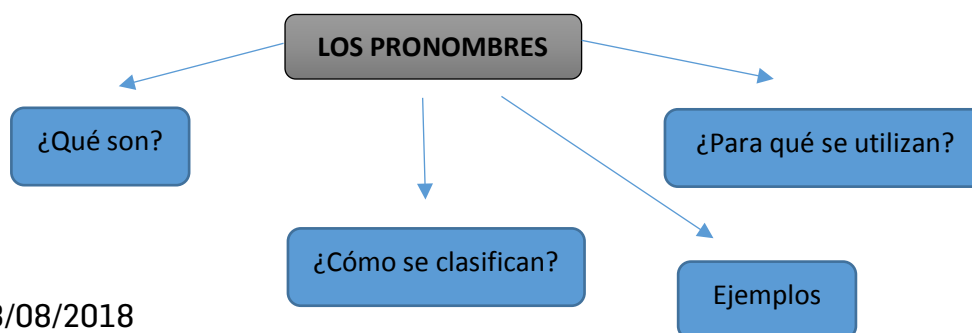 LOS PRONOMBRES
¿Qué son?
¿Para qué se utilizan?
¿Cómo se clasifican?
Ejemplos
/08/2018